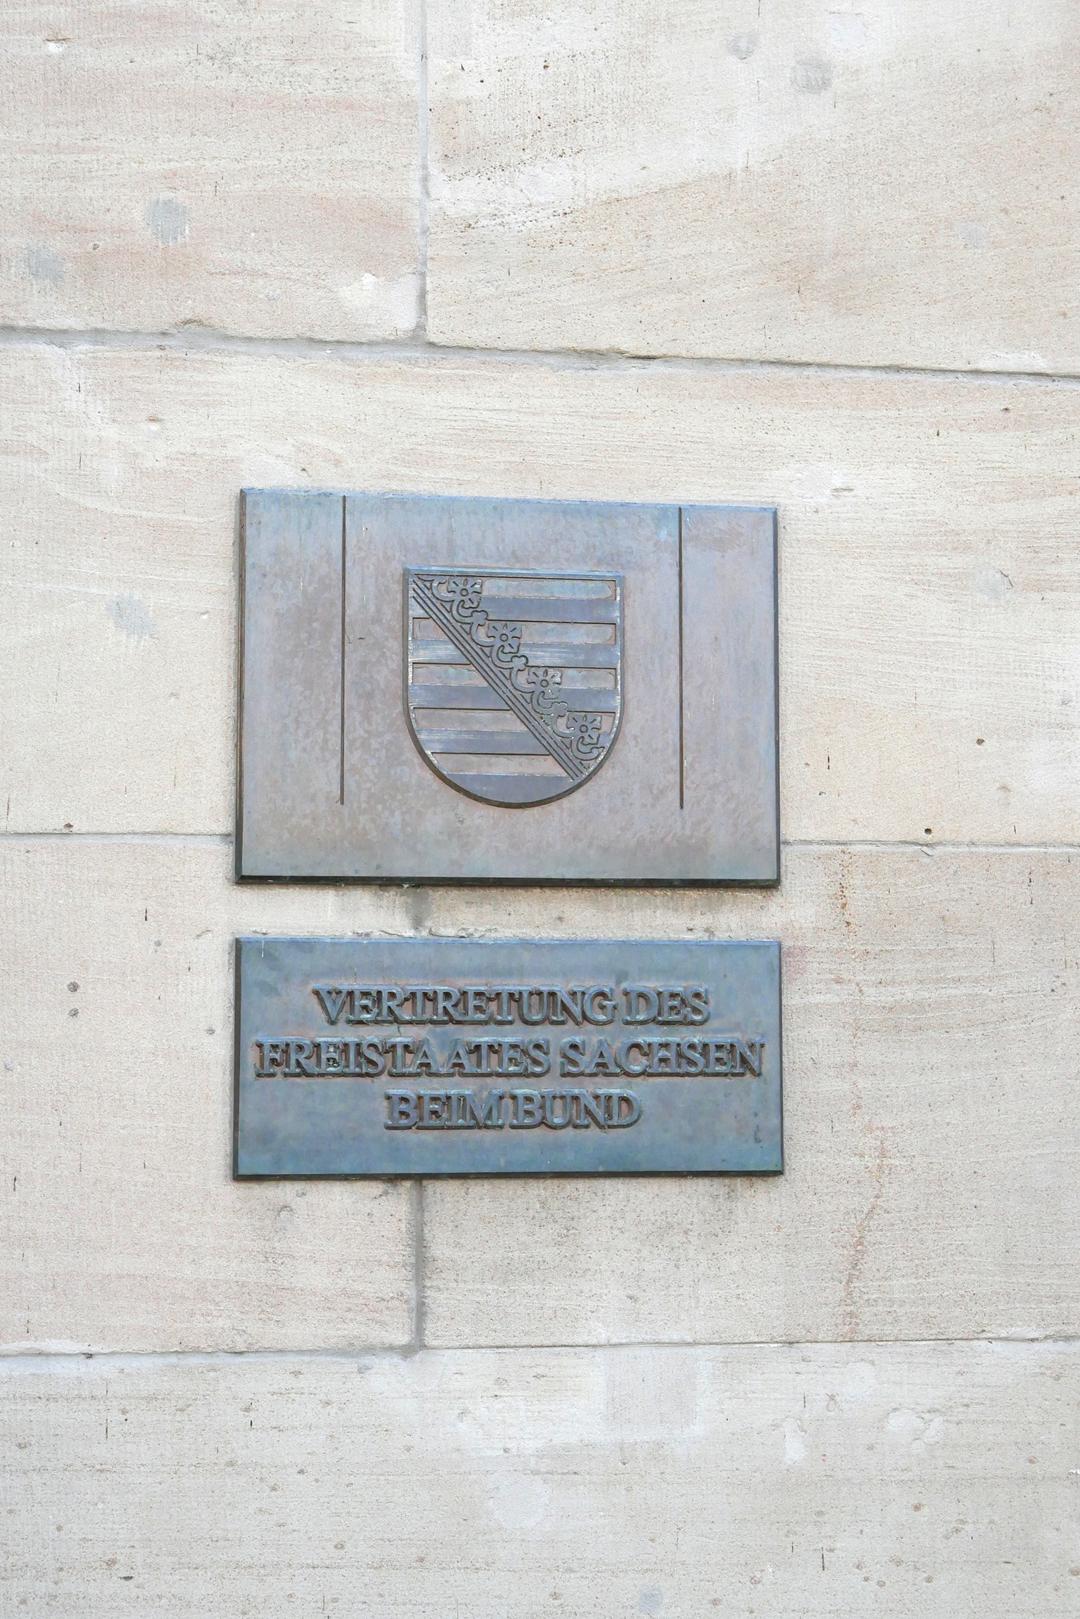 VERTRETUNG DES
FREISTAATES SACHSEN
BEIM BUND